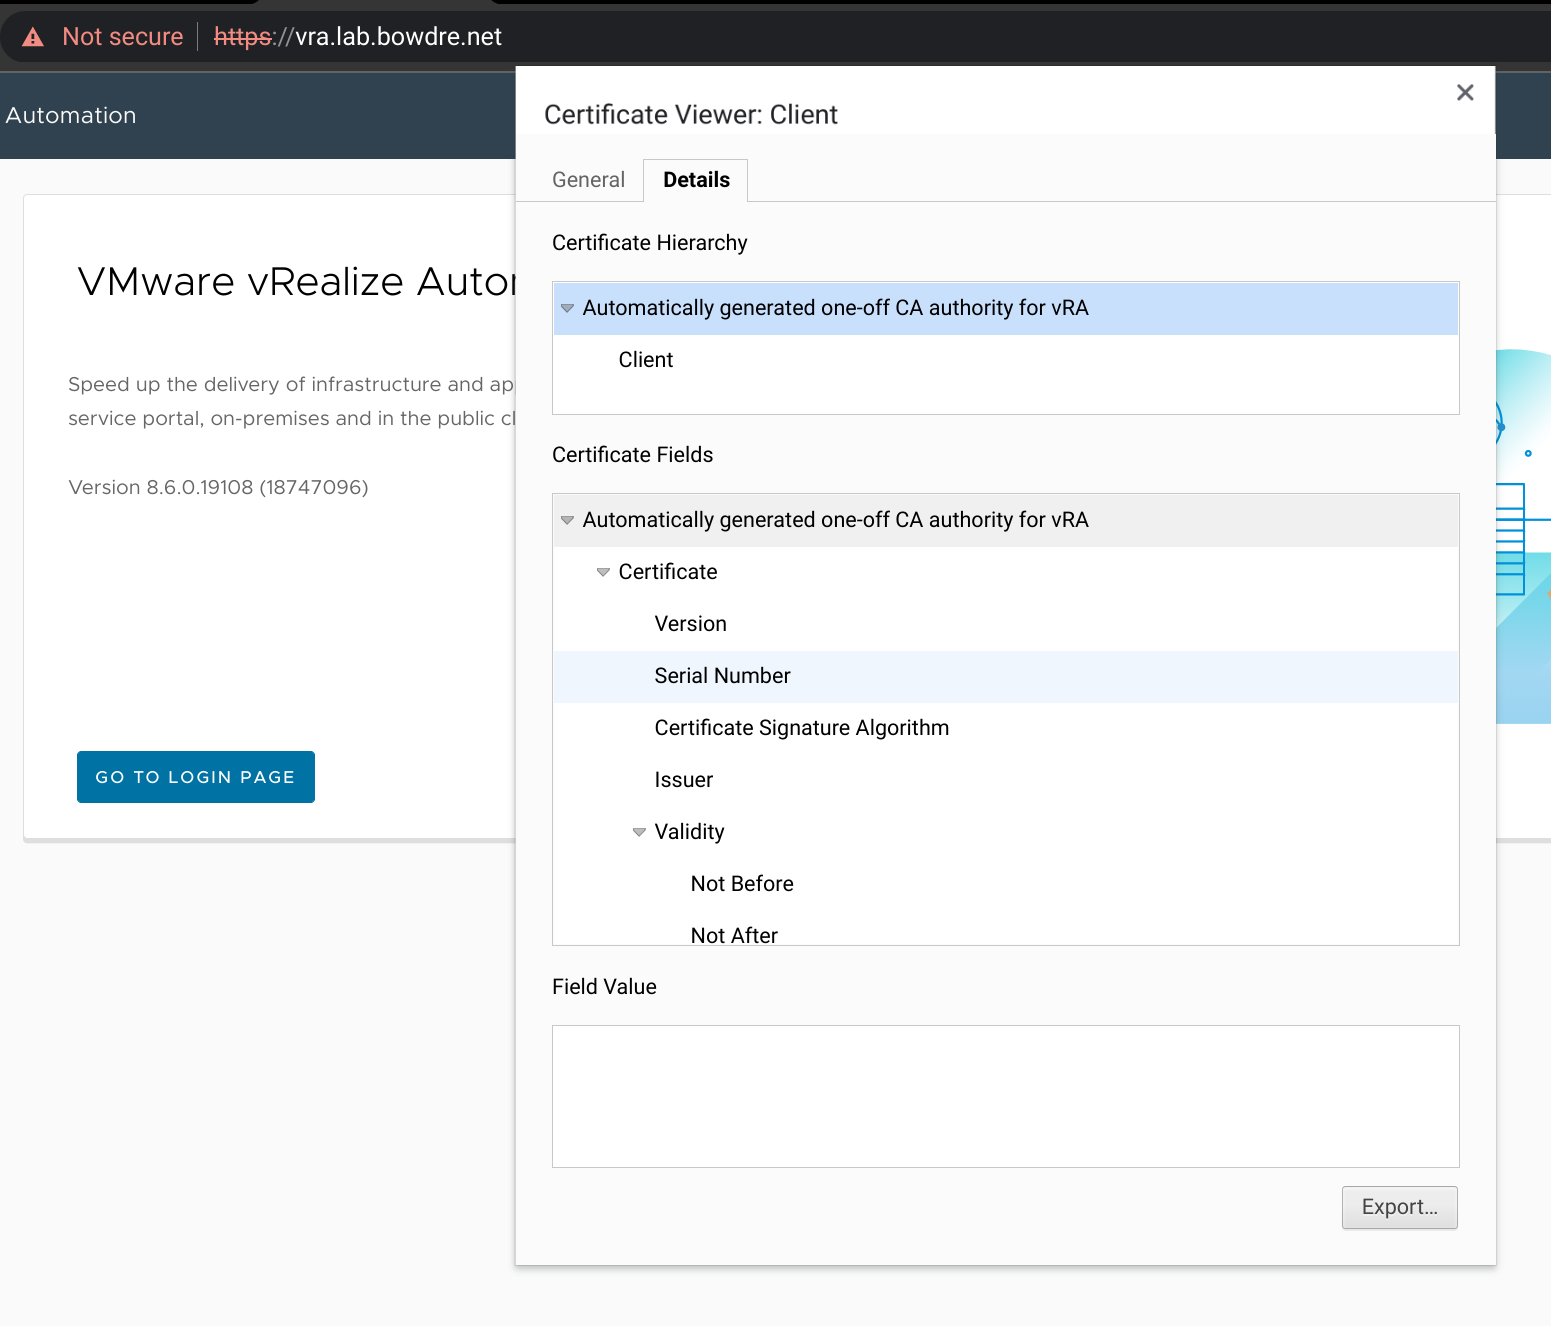 Not secure https://vra.lab.bowdre.net
Automation
VMware vRealize Autom
Speed up the delivery of infrastructure and ap
service portal, on-premises and in the public cl
Version 8.6.0.19108 (18747096)
GO TO LOGIN PAGE
Certificate Viewer: Client
General
Details
Certificate Hierarchy
Automatically generated one-off CA authority for vRA
Client
Certificate Fields
Automatically generated one-off CA authority for vRA
Certificate
Version
Serial Number
Certificate Signature Algorithm
Issuer
Validity
Not Before
Not After
Field Value
Export...